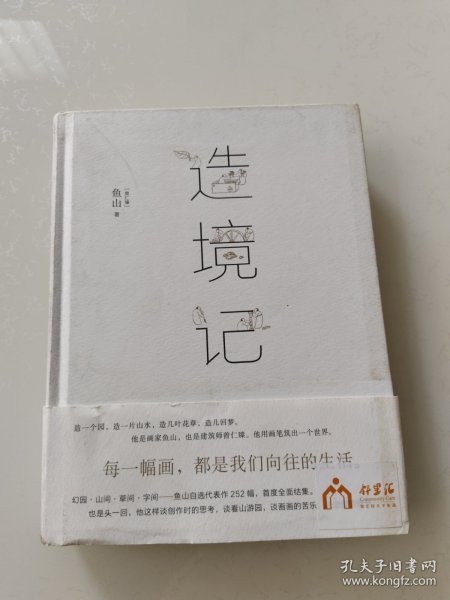 造境记
鱼山 著
造一个园，造一片山水，造几叶花草，造几回梦。
他是画家鱼山，也是建筑师曾仁臻。他用画笔筑出一个世界。
每一幅画，都是我们向往的生活。
幻园·山间·草间·字间——鱼山自选代表作252幅，首度全面结集。
也是头一回，他这样谈创作时的思考，谈看山游园，谈画画的苦乐
邻里汇
Community Care
孔夫子旧书网
www.kongfz.com